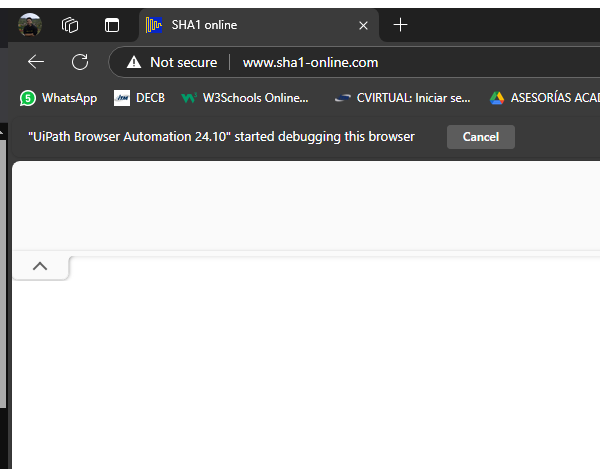 SHA1 online
Not secure www.sha1-online.com
5 WhatsApp DECB W3Schools Online... CVIRTUAL: Iniciar se... ASESORÍAS ACAD
"UiPath Browser Automation 24.10" started debugging this browser Cancel